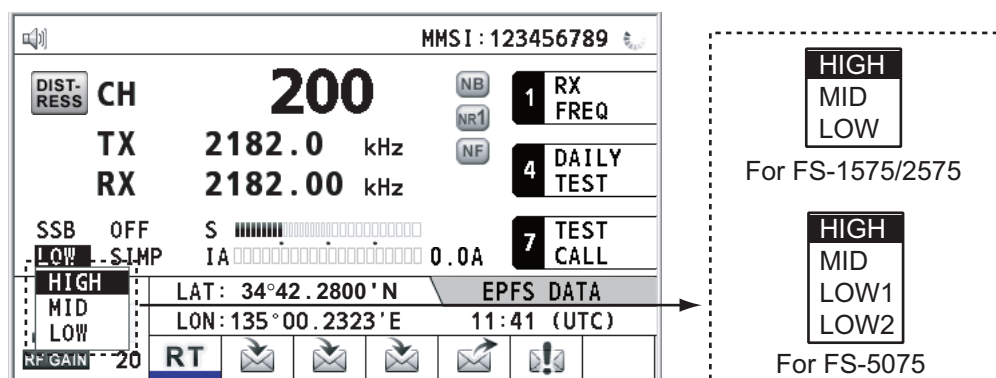 MMSI:123456789
DIST-
RESS
CH 200
TX 2182.0 kHz
RX 2182.00 kHz
NB
NR1
NF
1 RX
FREQ
4 DAILY
TEST
7 TEST
CALL
SSB OFF S
LOW SIMP IA 0.0A
HIGH
MID
LOW
LAT: 34°42.2800'N EPFS DATA
LON:135°00.2323'E 11:41 (UTC)
RF GAIN 20 RT
HIGH
MID
LOW
For FS-1575/2575
HIGH
MID
LOW1
LOW2
For FS-5075